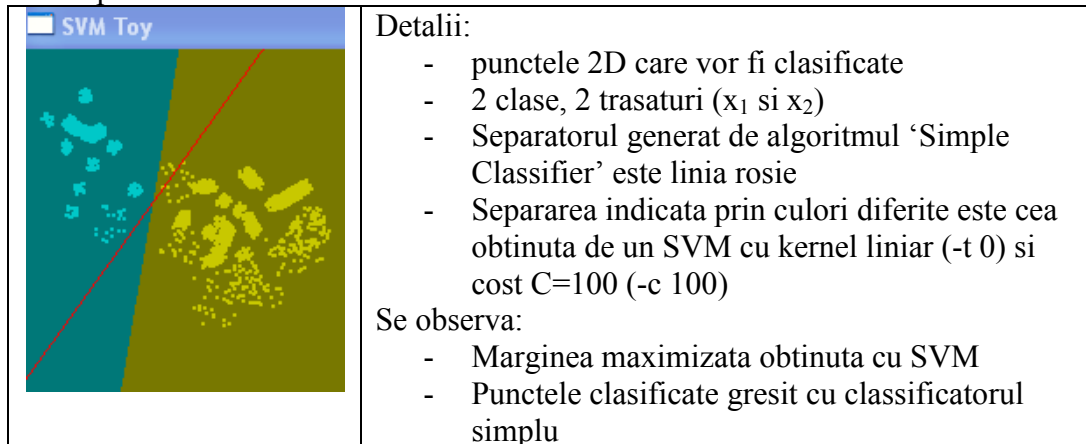 SVM Toy
Detalii:
- punctele 2D care vor fi clasificate
- 2 clase, 2 trasaturi (x₁ si x₂)
- Separatorul generat de algoritmul ‘Simple
Classifier’ este linia rosie
- Separarea indicata prin culori diferite este cea
obtinuta de un SVM cu kernel liniar (-t 0) si
cost C=100 (-c 100)
Se observa:
- Marginea maximizata obtinuta cu SVM
- Punctele clasificate gresit cu classificatorul
simplu